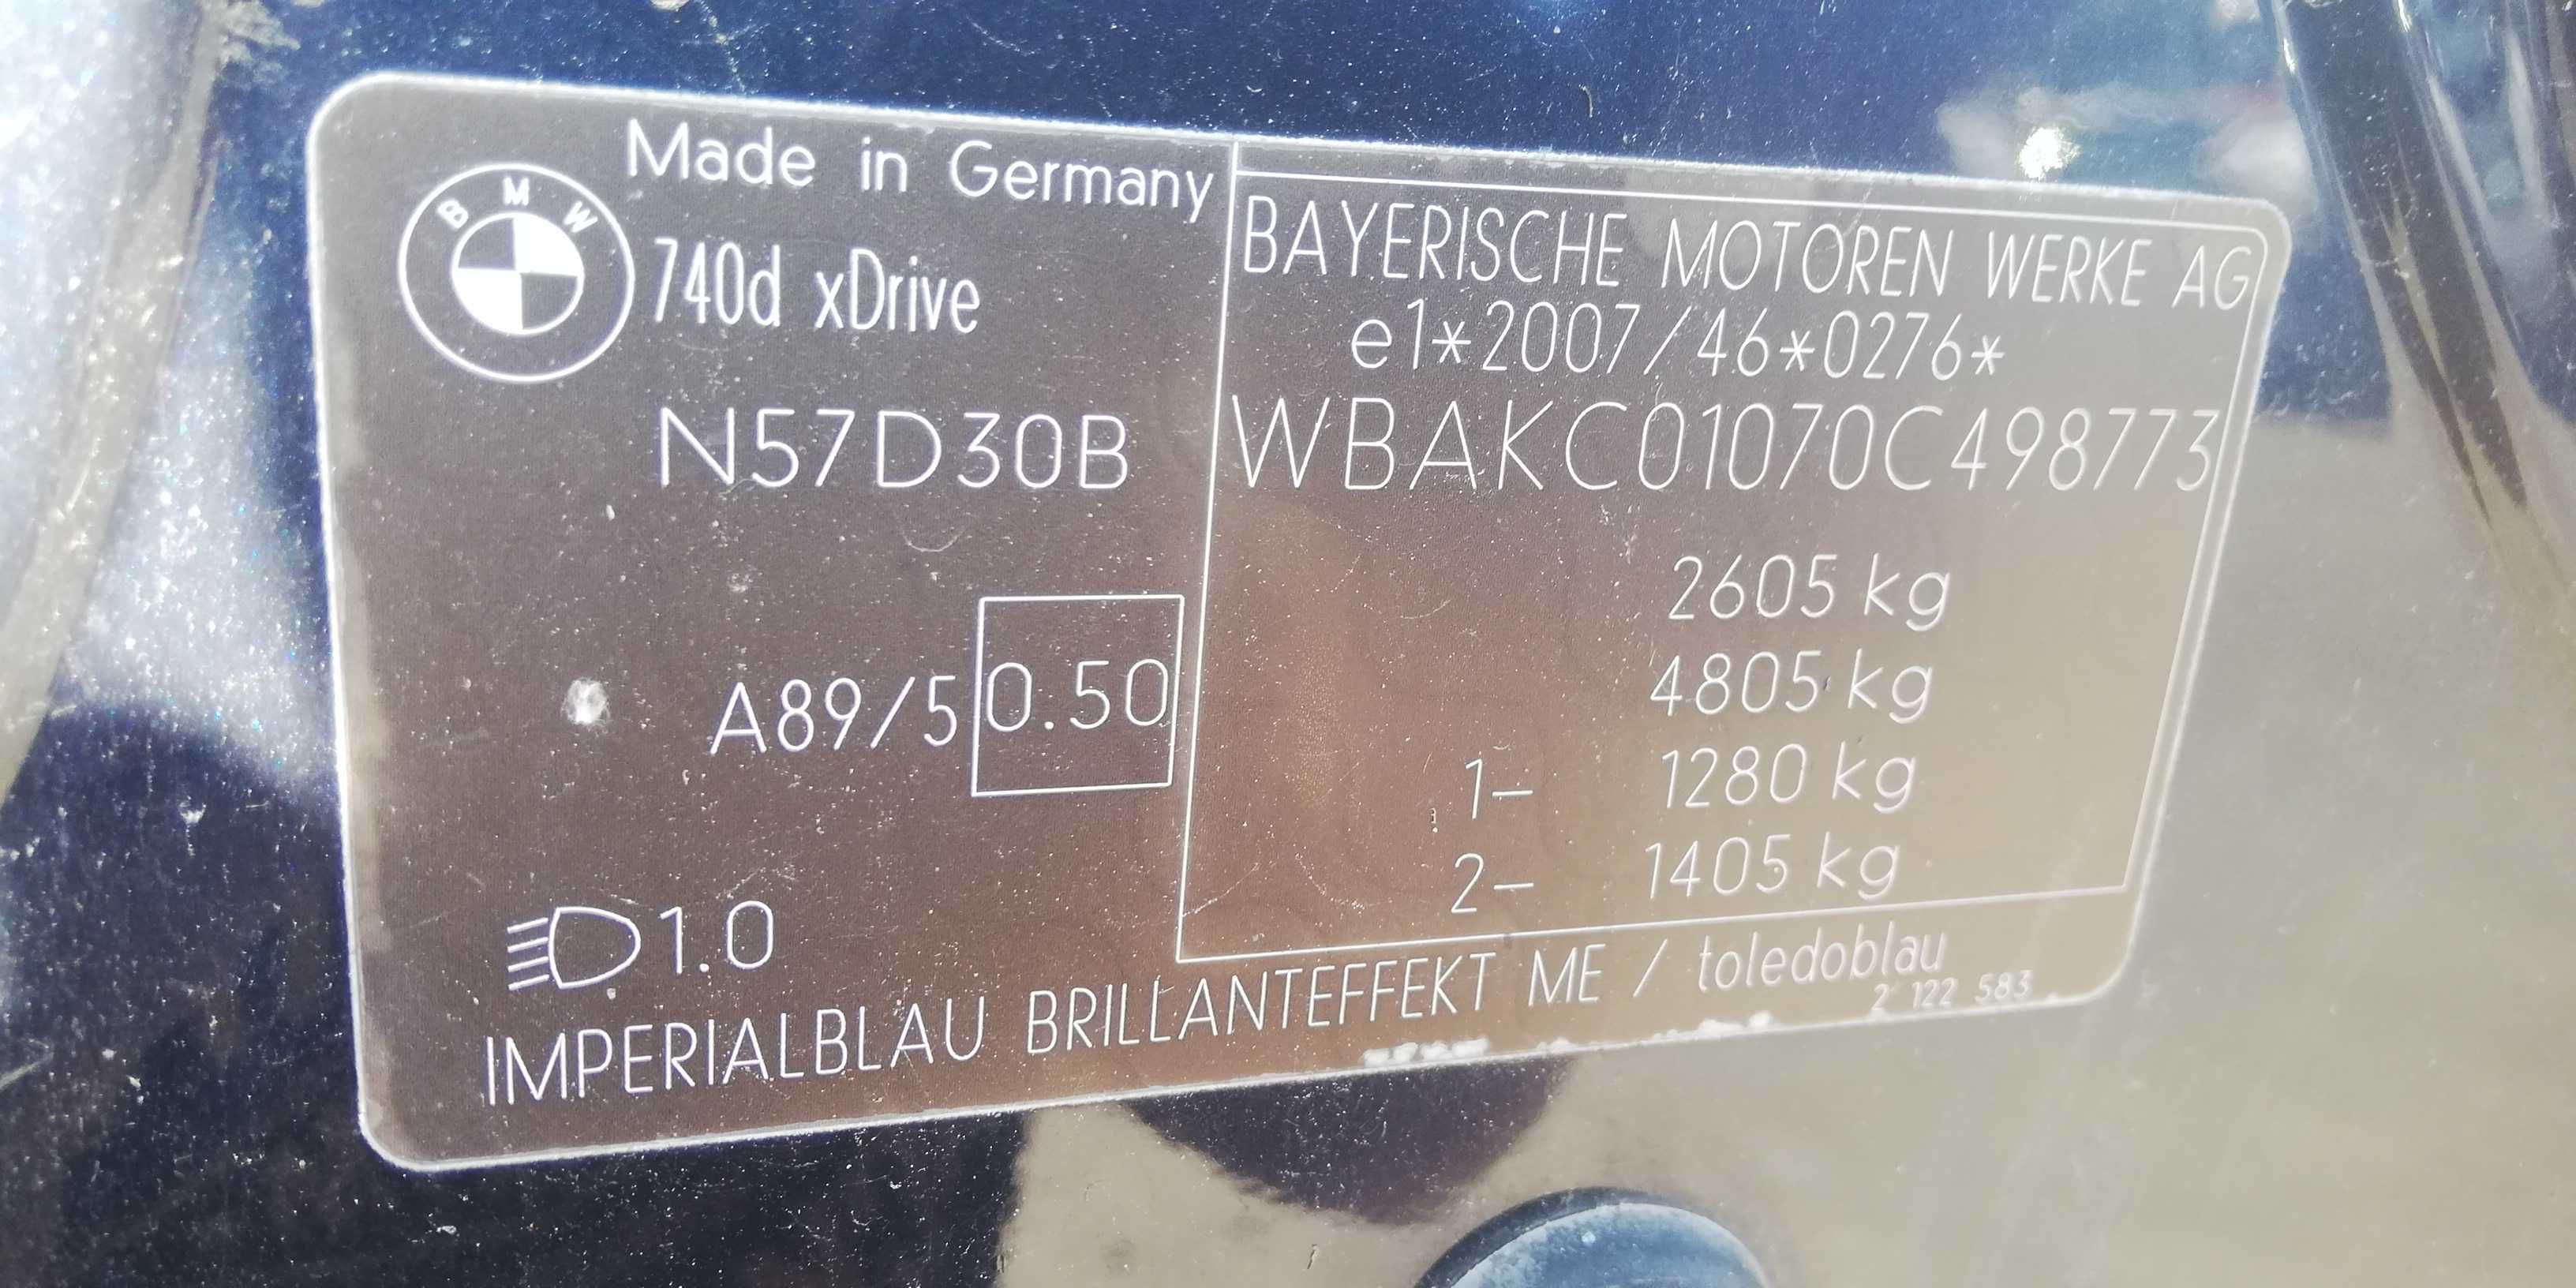 B M W
Made in Germany
740d xDrive
N57D30B
A89/5 0.50
1.0
BAYERISCHE MOTOREN WERKE AG
e1*2007/46*0276*
WBAKC01070C498773
2605 kg
4805 kg
1- 1280 kg
2- 1405 kg
IMPERIALBLAU BRILLANTEFFEKT ME / toledoblau
2 122 583